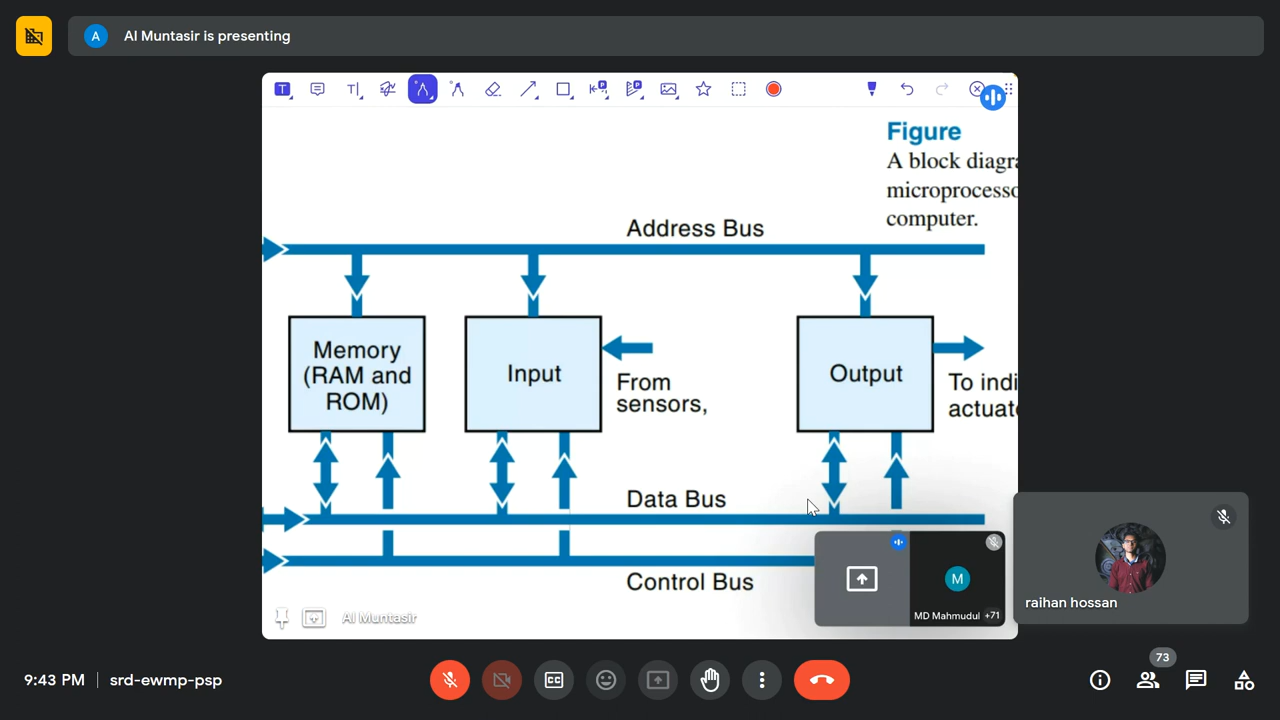 A
Al Muntasir is presenting
Figure
A block diagra
microprocesso
computer.
Address Bus
Memory
(RAM and
ROM)
Input
From
sensors,
Output
To indi
actuato
Data Bus
Control Bus
Al Muntasir
M
MD Mahmudul +71
raihan hossan
9:43 PM
srd-ewmp-psp
73